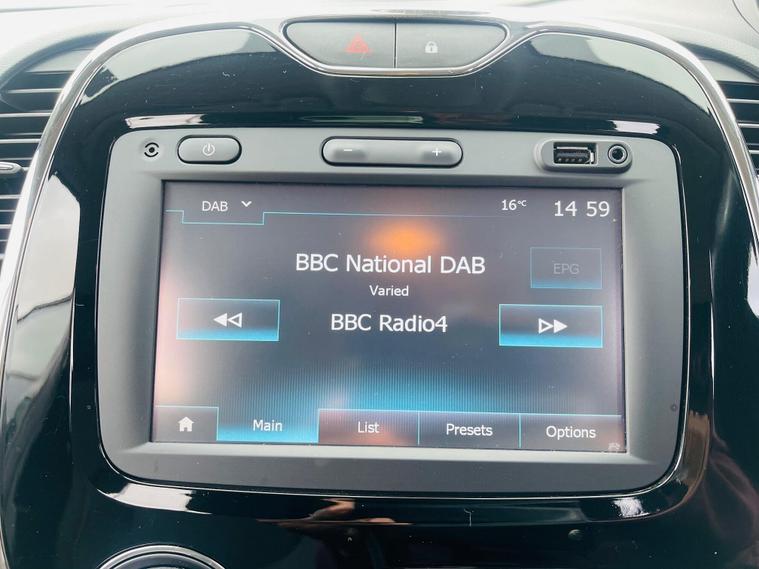 DAB
16°C
14 59
BBC National DAB
EPG
Varied
BBC Radio4
Main
List
Presets
Options